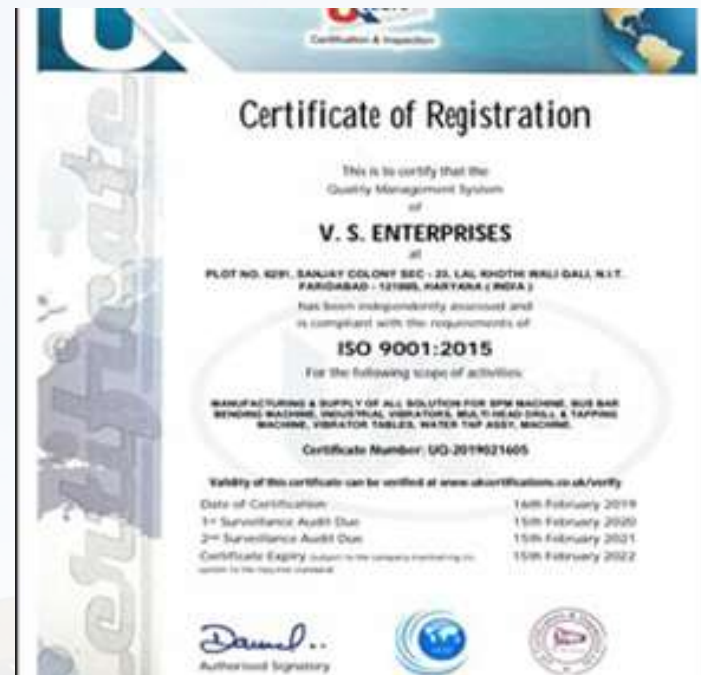 Certification & Inspection
Certificate of Registration
This is to certify that the
Quality Management System
of
V. S. ENTERPRISES
at
PLOT NO. 6291, SANJAY COLONY SEC - 23, LAL KHOTHI WALI GALI, N.I.T.
FARIDABAD - 121005, HARYANA ( INDIA )
has been independently assessed and
is compliant with the requirements of
ISO 9001:2015
For the following scope of activities:
MANUFACTURING & SUPPLY OF ALL SOLUTION FOR SPM MACHINE, BUS BAR
BENDING MACHINE, INDUSTRIAL VIBRATORS, MULTI HEAD DRILL & TAPPING
MACHINE, VIBRATOR TABLES, WATER TAP ASSY, MACHINE.
Certificate Number: UQ-2019021605
Validity of this certificate can be verified at www.ukcertifications.co.uk/verify
Date of Certification 16th February 2019
1st Surveillance Audit Due 15th February 2020
2nd Surveillance Audit Due 15th February 2021
Certificate Expiry 15th February 2022
Authorised Signatory